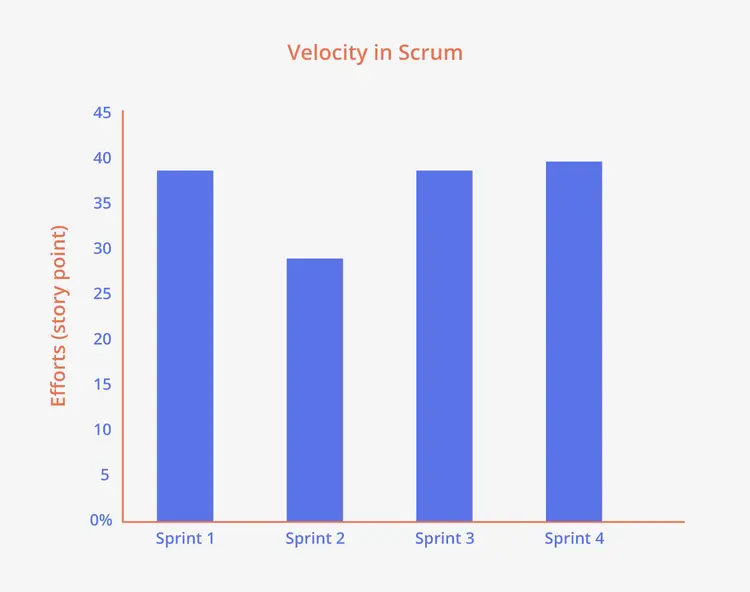 Velocity in Scrum
Efforts (story point)
45
40
35
30
25
20
15
10
5
0%
Sprint 1
Sprint 2
Sprint 3
Sprint 4